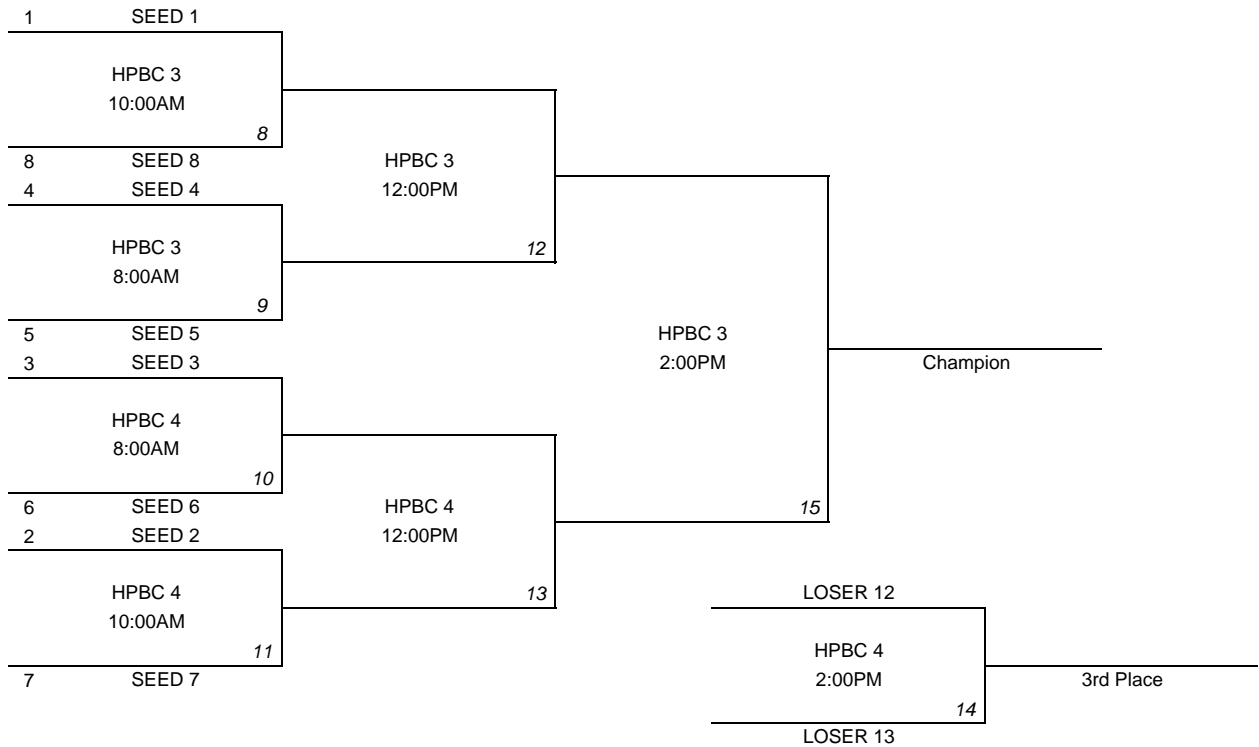 1 SEED 1
HPBC 3
10:00AM
8
8 SEED 8
4 SEED 4
HPBC 3
12:00PM
12
HPBC 3
8:00AM
9
5 SEED 5
3 SEED 3
HPBC 3
2:00PM
15
Champion
HPBC 4
8:00AM
10
6 SEED 6
2 SEED 2
HPBC 4
12:00PM
13
HPBC 4
10:00AM
11
7 SEED 7
LOSER 12
HPBC 4
2:00PM
14
LOSER 13
3rd Place